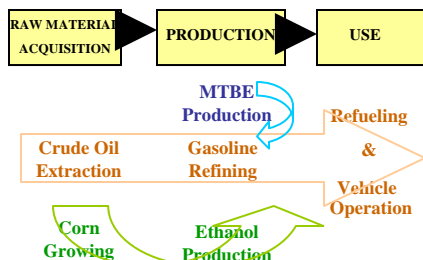 RAW MATERIAL
ACQUISITION
PRODUCTION
USE
MTBE
Production
Refueling
&
Vehicle
Operation
Crude Oil
Extraction
Gasoline
Refining
Corn
Growing
Ethanol
Production